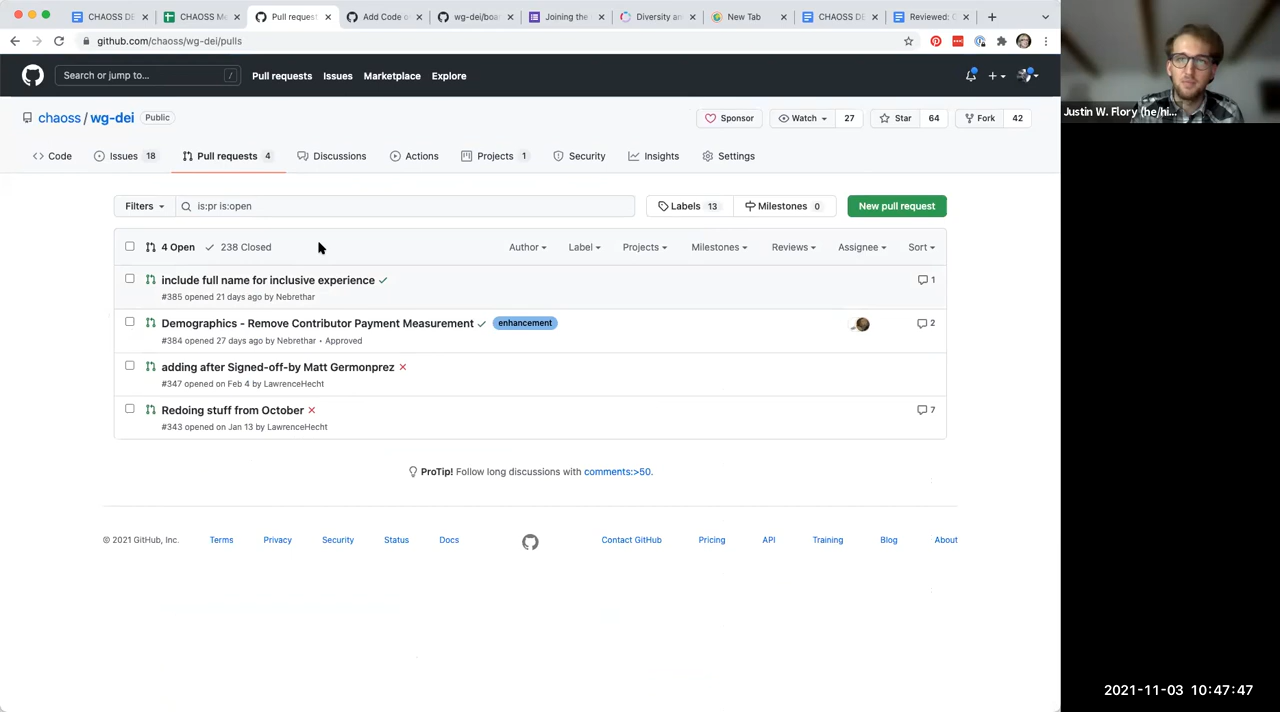 CHAOSS DE
CHAOSS Me
Pull request
Add Code o
wg-dei/boa
Joining the
Diversity an
New Tab
CHAOSS DE
Reviewed: C
github.com/chaoss/wg-dei/pulls
Search or jump to... /
Pull requests Issues Marketplace Explore
chaoss / wg-dei Public
Sponsor Watch 27 Star 64 Fork 42
Code Issues 18 Pull requests 4 Discussions Actions Projects 1 Security Insights Settings
Filters is:pr is:open Labels 13 Milestones 0 New pull request
4 Open 238 Closed Author Label Projects Milestones Reviews Assignee Sort
include full name for inclusive experience 1
#385 opened 21 days ago by Nebrethar
Demographics - Remove Contributor Payment Measurement enhancement 2
#384 opened 27 days ago by Nebrethar • Approved
adding after Signed-off-by Matt Germonprez
#347 opened on Feb 4 by LawrenceHecht
Redoing stuff from October 7
#343 opened on Jan 13 by LawrenceHecht
ProTip! Follow long discussions with comments:>50.
© 2021 GitHub, Inc. Terms Privacy Security Status Docs Contact GitHub Pricing API Training Blog About
Justin W. Flory (he/hi...
2021-11-03 10:47:47